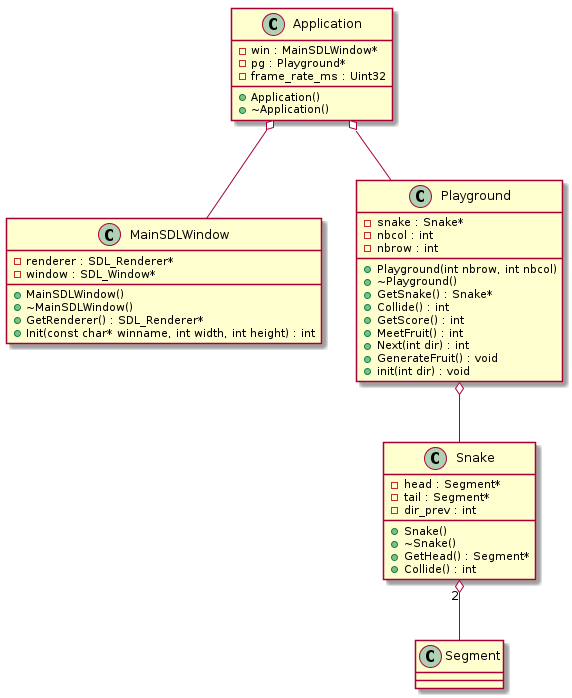 C Application
win : MainSDLWindow*
pg : Playground*
frame_rate_ms : Uint32
Application()
~Application()
C MainSDLWindow
renderer : SDL_Renderer*
window : SDL_Window*
MainSDLWindow()
~MainSDLWindow()
GetRenderer() : SDL_Renderer*
Init(const char* winname, int width, int height) : int
C Playground
snake : Snake*
nbcol : int
nbrow : int
Playground(int nbrow, int nbcol)
~Playground()
GetSnake() : Snake*
Collide() : int
GetScore() : int
MeetFruit() : int
Next(int dir) : int
GenerateFruit() : void
init(int dir) : void
C Snake
head : Segment*
tail : Segment*
dir_prev : int
Snake()
~Snake()
GetHead() : Segment*
Collide() : int
2
C Segment